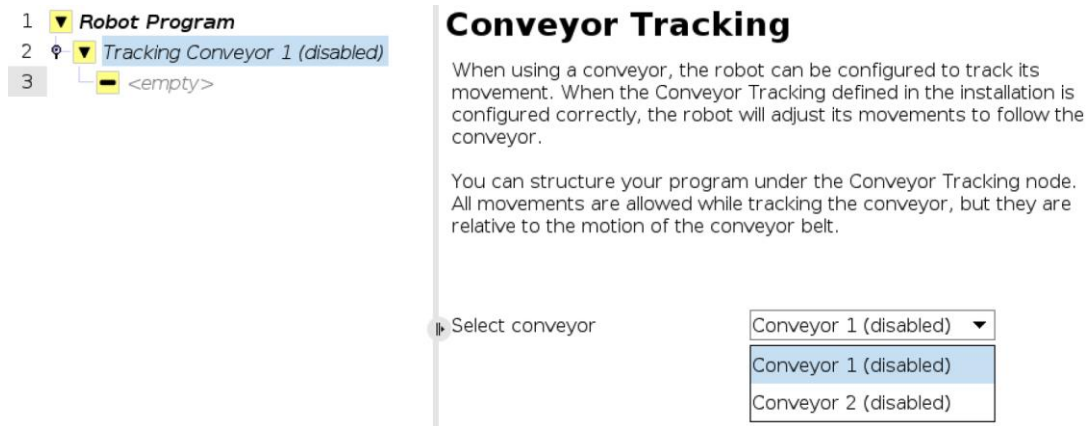 1 Robot Program
2 Tracking Conveyor 1 (disabled)
3 <empty>
Conveyor Tracking
When using a conveyor, the robot can be configured to track its
movement. When the Conveyor Tracking defined in the installation is
configured correctly, the robot will adjust its movements to follow the
conveyor.
You can structure your program under the Conveyor Tracking node.
All movements are allowed while tracking the conveyor, but they are
relative to the motion of the conveyor belt.
Select conveyor Conveyor 1 (disabled)
Conveyor 1 (disabled)
Conveyor 2 (disabled)